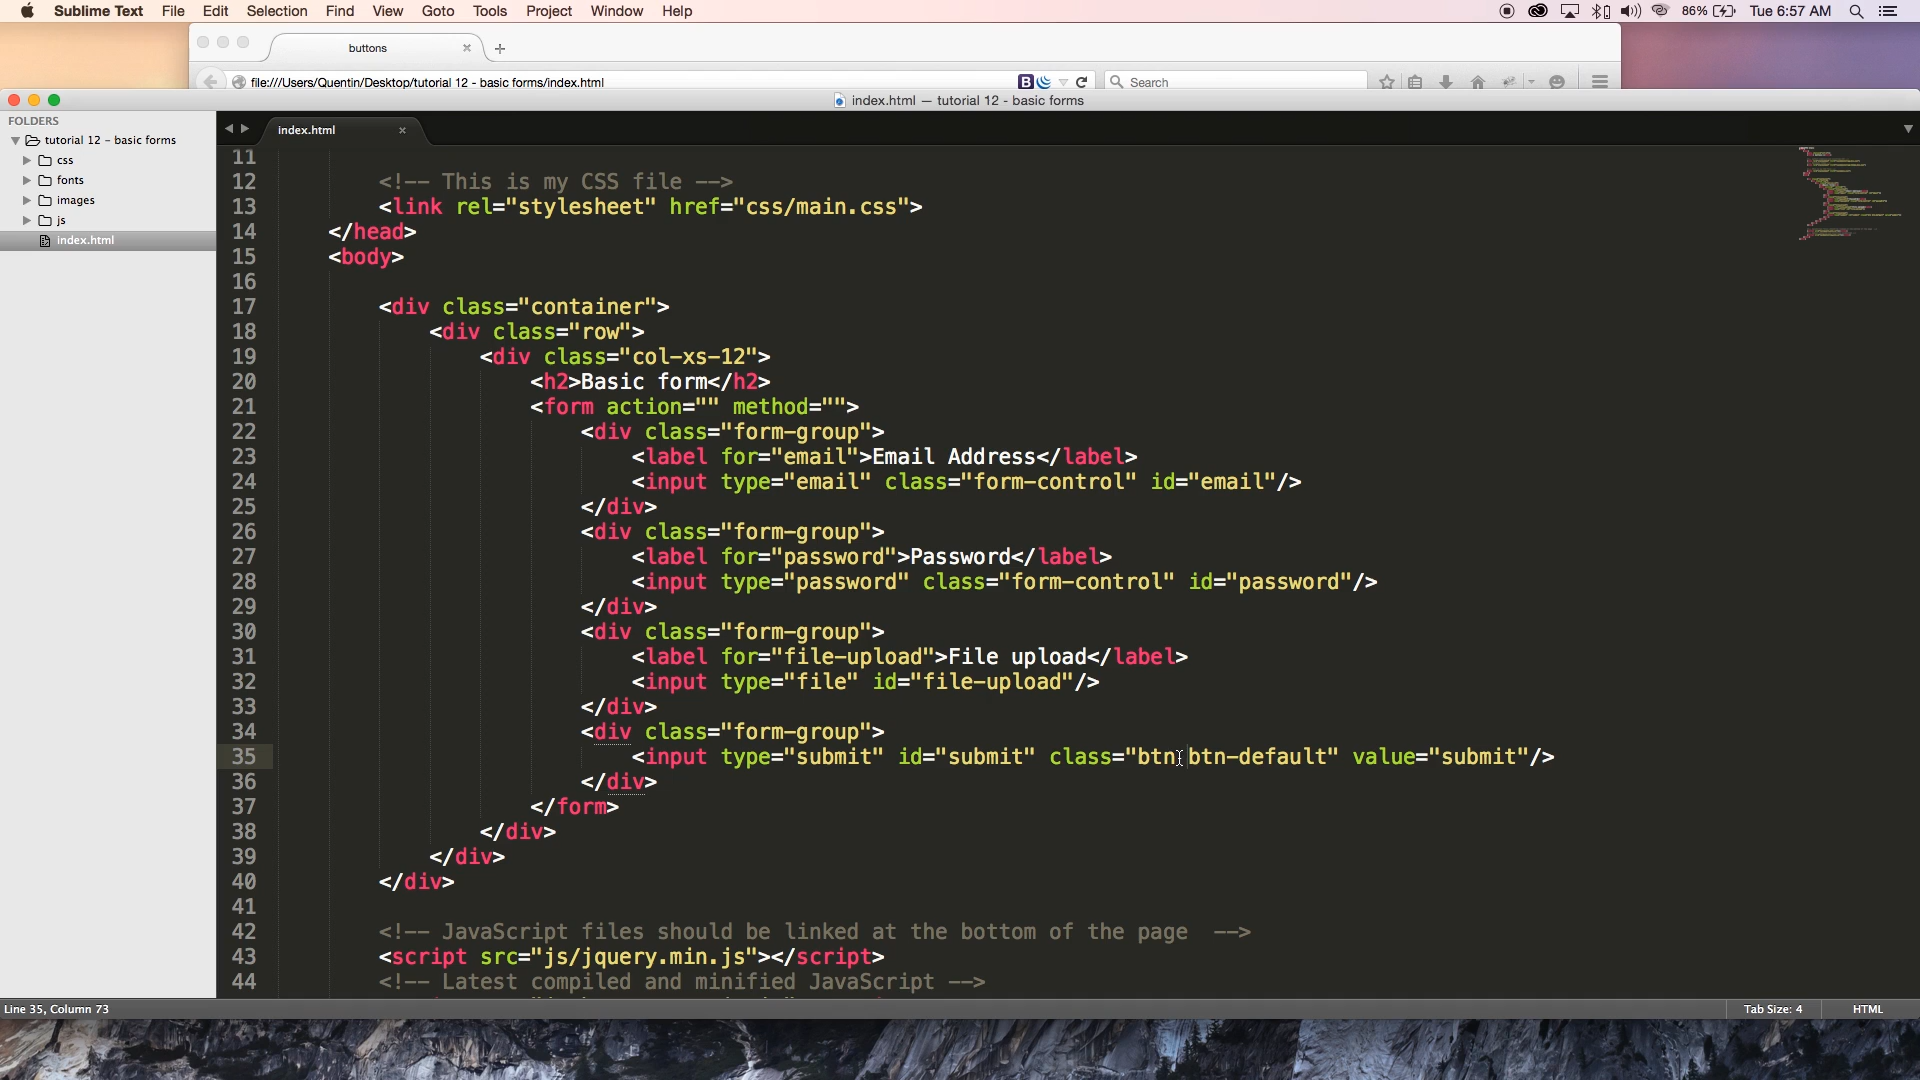 Sublime Text File Edit Selection Find View Goto Tools Project Window Help 86% Tue 6:57 AM
buttons
file:///Users/Quentin/Desktop/tutorial 12 - basic forms/index.html B Search
index.html — tutorial 12 - basic forms
FOLDERS
tutorial 12 - basic forms
css
fonts
images
js
index.html
index.html
11
12 <!-- This is my CSS file -->
13 <link rel="stylesheet" href="css/main.css">
14 </head>
15 <body>
16
17 <div class="container">
18 <div class="row">
19 <div class="col-xs-12">
20 <h2>Basic form</h2>
21 <form action="" method="">
22 <div class="form-group">
23 <label for="email">Email Address</label>
24 <input type="email" class="form-control" id="email"/>
25 </div>
26 <div class="form-group">
27 <label for="password">Password</label>
28 <input type="password" class="form-control" id="password"/>
29 </div>
30 <div class="form-group">
31 <label for="file-upload">File upload</label>
32 <input type="file" id="file-upload"/>
33 </div>
34 <div class="form-group">
35 <input type="submit" id="submit" class="btn btn-default" value="submit"/>
36 </div>
37 </form>
38 </div>
39 </div>
40 </div>
41
42 <!-- JavaScript files should be linked at the bottom of the page -->
43 <script src="js/jquery.min.js"></script>
44 <!-- Latest compiled and minified JavaScript -->
Line 35, Column 73 Tab Size: 4 HTML